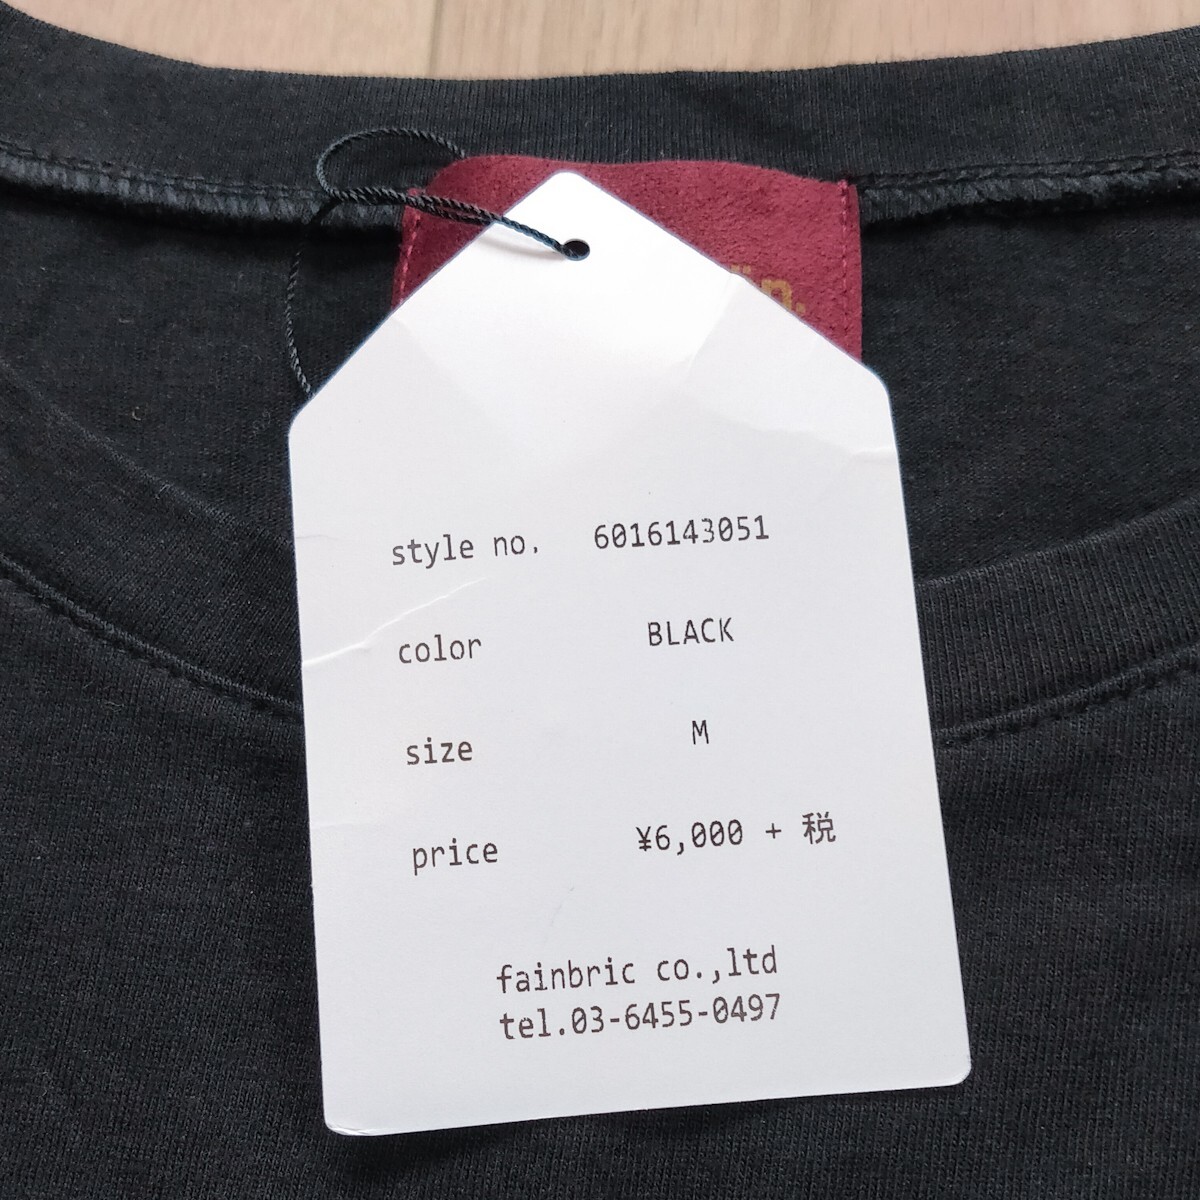 style no. 6016143051
color BLACK
size M
price ¥6,000 + 税
fainbric co.,ltd
tel.03-6455-0497